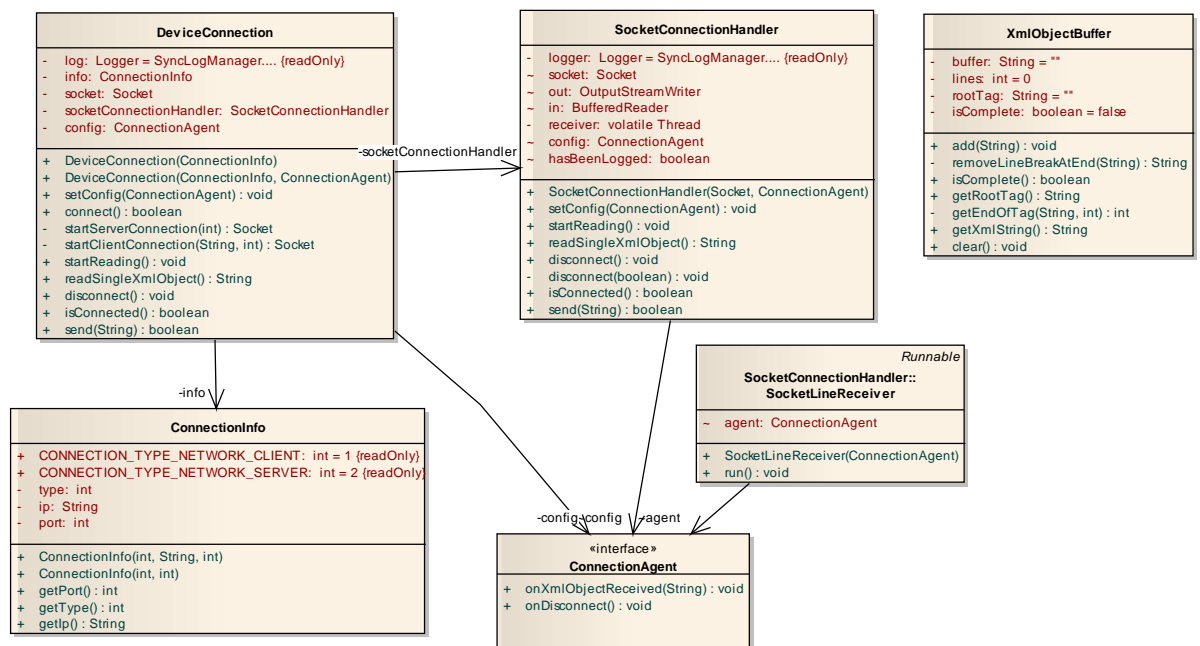 DeviceConnection
- log: Logger = SyncLogManager.... {readOnly}
- info: ConnectionInfo
- socket: Socket
- socketConnectionHandler: SocketConnectionHandler
- config: ConnectionAgent
+ DeviceConnection(ConnectionInfo)
+ DeviceConnection(ConnectionInfo, ConnectionAgent)
+ setConfig(ConnectionAgent) : void
+ connect() : boolean
- startServerConnection(int) : Socket
- startClientConnection(String, int) : Socket
+ startReading() : void
+ readSingleXmlObject() : String
+ disconnect() : void
+ isConnected() : boolean
+ send(String) : boolean
-socketConnectionHandler
SocketConnectionHandler
- logger: Logger = SyncLogManager.... {readOnly}
~ socket: Socket
~ out: OutputStreamWriter
~ in: BufferedReader
- receiver: volatile Thread
~ config: ConnectionAgent
~ hasBeenLogged: boolean
+ SocketConnectionHandler(Socket, ConnectionAgent)
+ setConfig(ConnectionAgent) : void
+ startReading() : void
+ readSingleXmlObject() : String
+ disconnect() : void
- disconnect(boolean) : void
+ isConnected() : boolean
+ send(String) : boolean
XmlObjectBuffer
- buffer: String = ""
- lines: int = 0
- rootTag: String = ""
- isComplete: boolean = false
+ add(String) : void
- removeLineBreakAtEnd(String) : String
+ isComplete() : boolean
+ getRootTag() : String
- getEndOfTag(String, int) : int
+ getXmlString() : String
+ clear() : void
Runnable
SocketConnectionHandler::
SocketLineReceiver
~ agent: ConnectionAgent
+ SocketLineReceiver(ConnectionAgent)
+ run() : void
-info
ConnectionInfo
+ CONNECTION_TYPE_NETWORK_CLIENT: int = 1 {readOnly}
+ CONNECTION_TYPE_NETWORK_SERVER: int = 2 {readOnly}
- type: int
- ip: String
- port: int
+ ConnectionInfo(int, String, int)
+ ConnectionInfo(int, int)
+ getPort() : int
+ getType() : int
+ getIp() : String
-config ~config ~agent
«interface»
ConnectionAgent
+ onXmlObjectReceived(String) : void
+ onDisconnect() : void